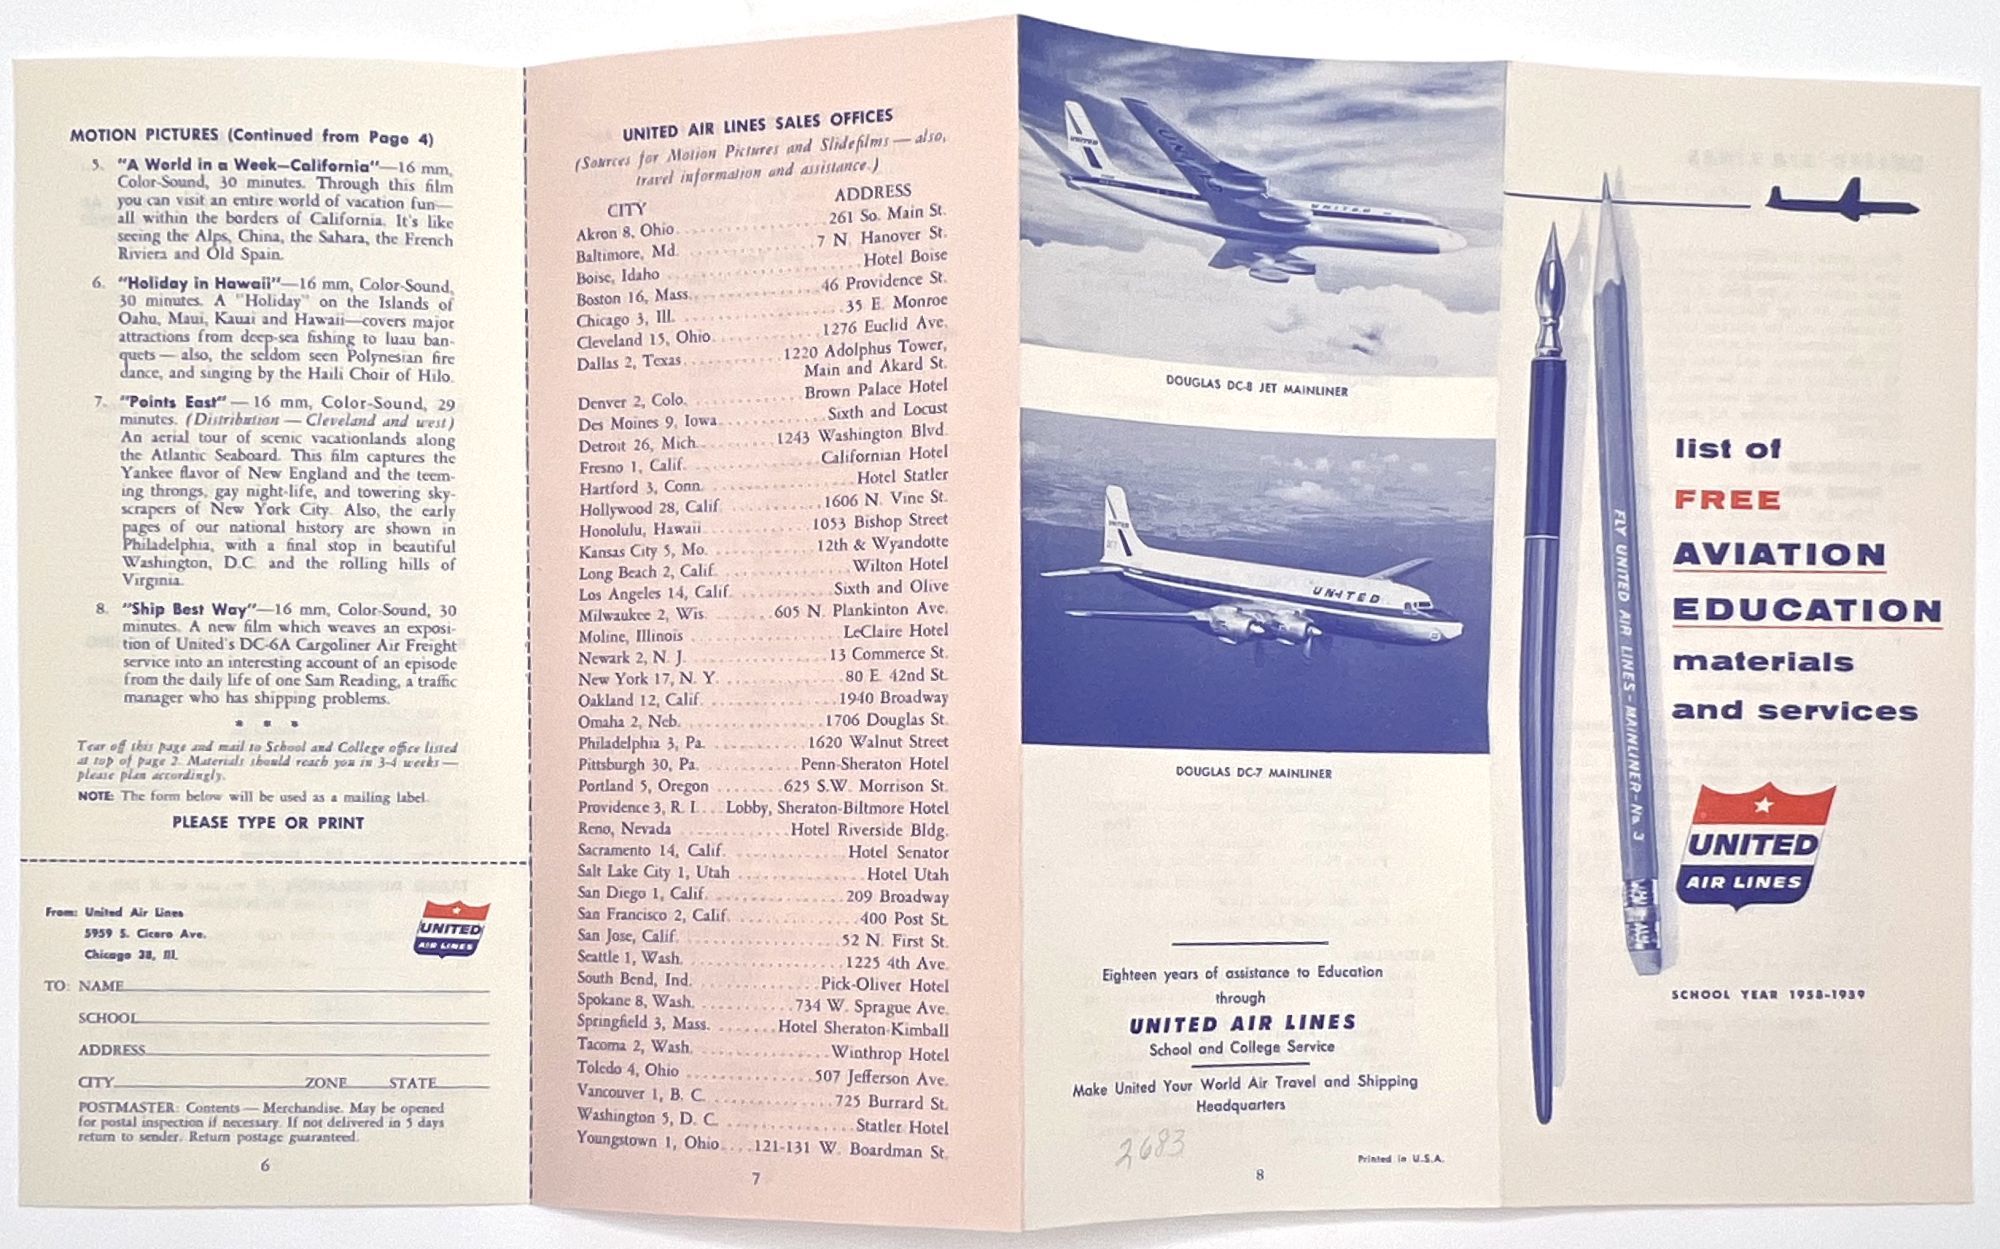 MOTION PICTURES (Continued from Page 4)
5. "A World in a Week—California"—16 mm,
Color-Sound, 30 minutes. Through this film
you can visit an entire world of vacation fun—
all within the borders of California. It's like
seeing the Alps, China, the Sahara, the French
Riviera and Old Spain.
6. "Holiday in Hawaii"—16 mm, Color-Sound,
30 minutes. A "Holiday" on the Islands of
Oahu, Maui, Kauai and Hawaii—covers major
attractions from deep-sea fishing to luau ban-
quets — also, the seldom seen Polynesian fire
dance, and singing by the Haili Choir of Hilo.
7. "Points East" — 16 mm, Color-Sound, 29
minutes. (Distribution — Cleveland and west)
An aerial tour of scenic vacationlands along
the Atlantic Seaboard. This film captures the
Yankee flavor of New England and the teem-
ing throngs, gay night-life, and towering sky-
scrapers of New York City. Also, the early
pages of our national history are shown in
Philadelphia, with a final stop in beautiful
Washington, D.C. and the rolling hills of
Virginia.
8. "Ship Best Way"—16 mm, Color-Sound, 30
minutes. A new film which weaves an exposi-
tion of United's DC-6A Cargoliner Air Freight
service into an interesting account of an episode
from the daily life of one Sam Reading, a traffic
manager who has shipping problems.
* * *
Tear off this page and mail to School and College office listed
at top of page 2. Materials should reach you in 3-4 weeks —
please plan accordingly.
NOTE: The form below will be used as a mailing label.
PLEASE TYPE OR PRINT
From: United Air Lines
5959 S. Cicero Ave.
Chicago 38, Ill.
UNITED
AIR LINES
TO: NAME
SCHOOL
ADDRESS
CITY ZONE STATE
POSTMASTER: Contents — Merchandise. May be opened
for postal inspection if necessary. If not delivered in 5 days
return to sender. Return postage guaranteed.
6
UNITED AIR LINES SALES OFFICES
(Sources for Motion Pictures and Slidefilms — also,
travel information and assistance.)
CITY ADDRESS
Akron 8, Ohio 261 So. Main St.
Baltimore, Md. 7 N. Hanover St.
Boise, Idaho Hotel Boise
Boston 16, Mass. 46 Providence St.
Chicago 3, Ill. 35 E. Monroe
Cleveland 15, Ohio 1276 Euclid Ave.
Dallas 2, Texas 1220 Adolphus Tower,
Main and Akard St.
Denver 2, Colo. Brown Palace Hotel
Des Moines 9, Iowa Sixth and Locust
Detroit 26, Mich. 1243 Washington Blvd.
Fresno 1, Calif. Californian Hotel
Hartford 3, Conn. Hotel Statler
Hollywood 28, Calif. 1606 N. Vine St.
Honolulu, Hawaii 1053 Bishop Street
Kansas City 5, Mo. 12th & Wyandotte
Long Beach 2, Calif. Wilton Hotel
Los Angeles 14, Calif. Sixth and Olive
Milwaukee 2, Wis. 605 N. Plankinton Ave.
Moline, Illinois LeClaire Hotel
Newark 2, N. J. 13 Commerce St.
New York 17, N. Y. 80 E. 42nd St.
Oakland 12, Calif. 1940 Broadway
Omaha 2, Neb. 1706 Douglas St.
Philadelphia 3, Pa. 1620 Walnut Street
Pittsburgh 30, Pa. Penn-Sheraton Hotel
Portland 5, Oregon 625 S.W. Morrison St.
Providence 3, R. I. Lobby, Sheraton-Biltmore Hotel
Reno, Nevada Hotel Riverside Bldg.
Sacramento 14, Calif. Hotel Senator
Salt Lake City 1, Utah Hotel Utah
San Diego 1, Calif. 209 Broadway
San Francisco 2, Calif. 400 Post St.
San Jose, Calif. 52 N. First St.
Seattle 1, Wash. 1225 4th Ave.
South Bend, Ind. Pick-Oliver Hotel
Spokane 8, Wash. 734 W. Sprague Ave.
Springfield 3, Mass. Hotel Sheraton-Kimball
Tacoma 2, Wash. Winthrop Hotel
Toledo 4, Ohio 507 Jefferson Ave.
Vancouver 1, B. C. 725 Burrard St.
Washington 5, D. C. Statler Hotel
Youngstown 1, Ohio 121-131 W. Boardman St.
7
UNITED
UNITED
DOUGLAS DC-8 JET MAINLINER
UNITED
UNITED
DOUGLAS DC-7 MAINLINER
Eighteen years of assistance to Education
through
UNITED AIR LINES
School and College Service
Make United Your World Air Travel and Shipping
Headquarters
2683
Printed in U.S.A.
8
FLY UNITED AIR LINES-MAINLINER-No. 3
list of
FREE
AVIATION
EDUCATION
materials
and services
UNITED
AIR LINES
SCHOOL YEAR 1958-1959